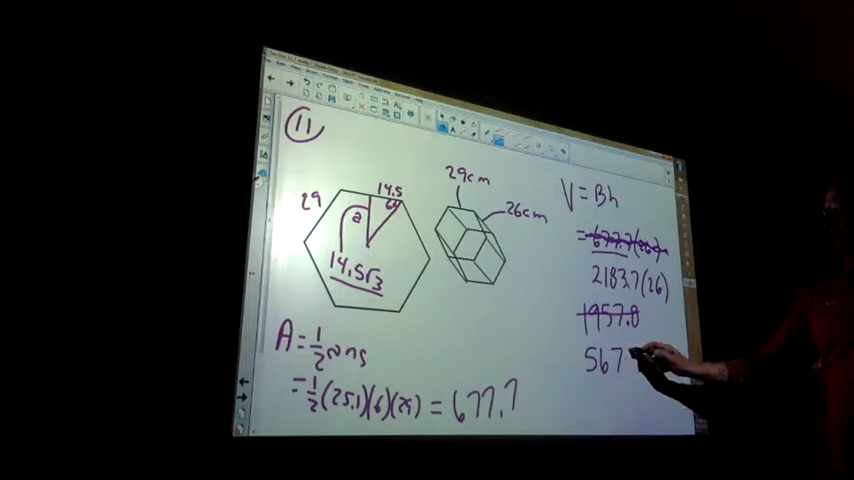 11
29
14.5
60
a
14.5√3
29cm
26cm
A = 1/2 a n s
= 1/2 (25.1)(6)(29) = 677.7
V = Bh
= 677.7(26)
2183.7(26)
1957.8
567